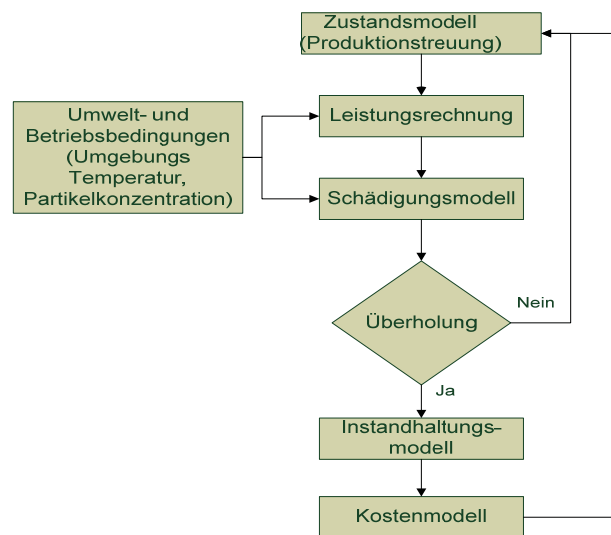 Zustandsmodell
(Produktionstreuung)
Umwelt- und
Betriebsbedingungen
(Umgebungs
Temperatur,
Partikelkonzentration)
Leistungsrechnung
Schädigungsmodell
Überholung
Nein
Ja
Instandhaltungs–
modell
Kostenmodell